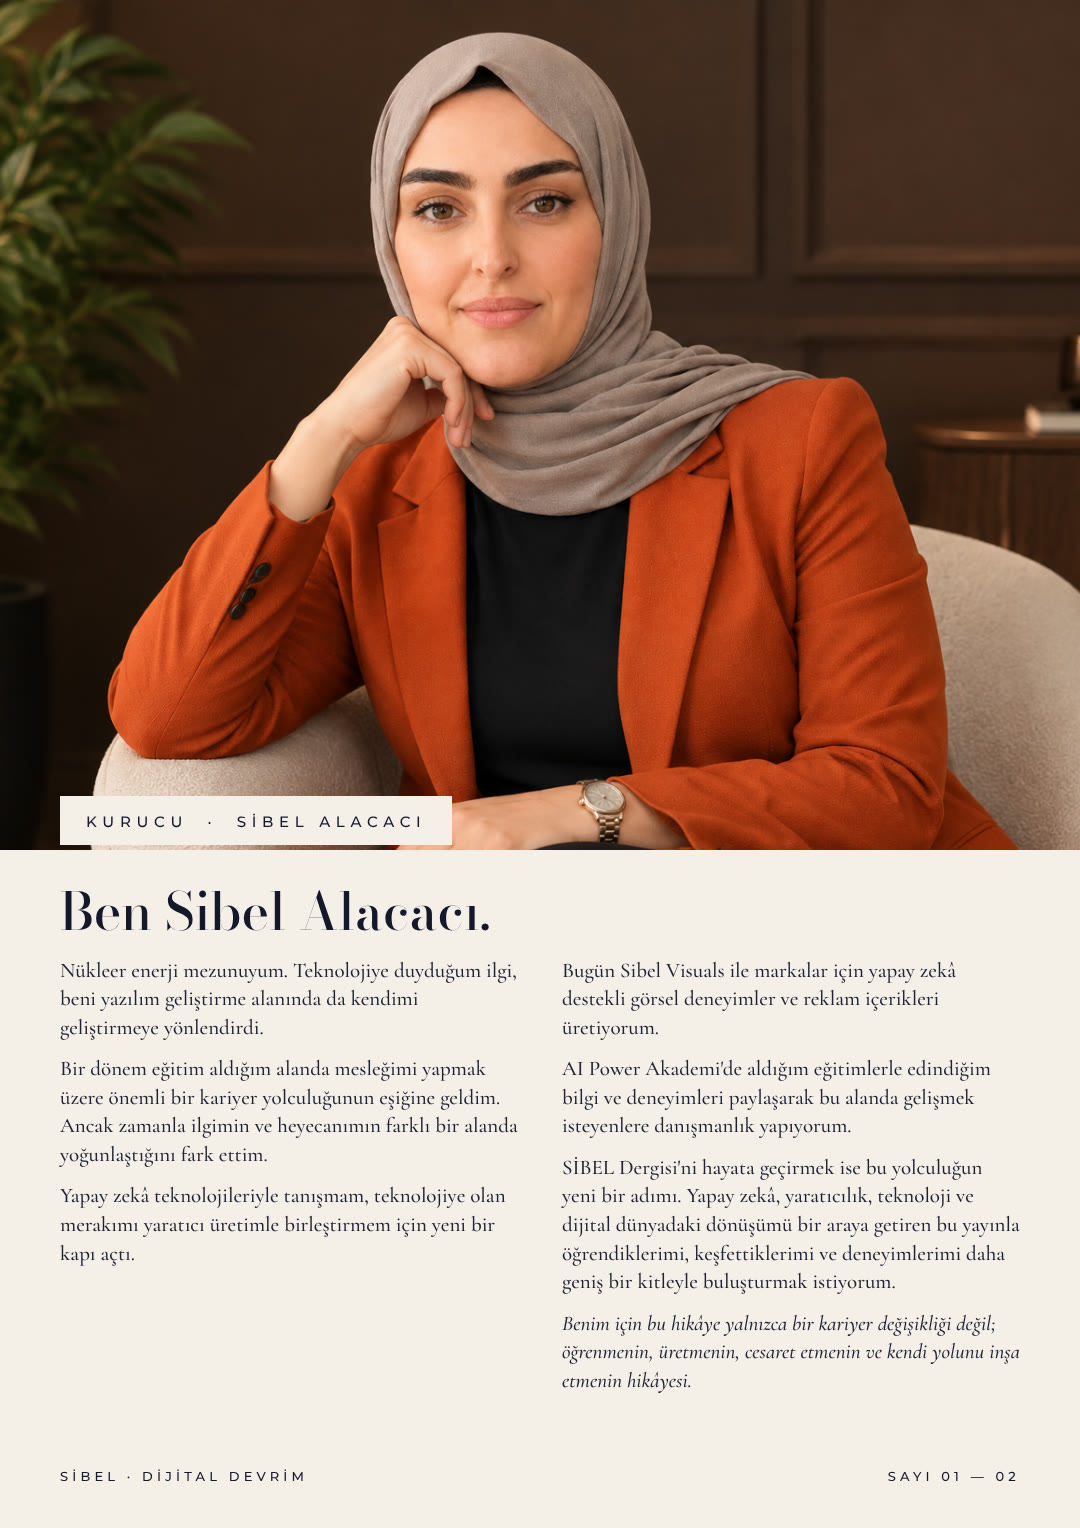 KURUCU · SİBEL ALACACI
Ben Sibel Alacacı.
Nükleer enerji mezunuyum. Teknolojiye duyduğum ilgi,
beni yazılım geliştirme alanında da kendimi
geliştirmeye yönlendirdi.
Bir dönem eğitim aldığım alanda mesleğimi yapmak
üzere önemli bir kariyer yolculuğunun eşiğine geldim.
Ancak zamanla ilgimin ve heyecanımın farklı bir alanda
yoğunlaştığını fark ettim.
Yapay zekâ teknolojileriyle tanışmam, teknolojiye olan
merakımı yaratıcı üretimle birleştirmem için yeni bir
kapı açtı.
Bugün Sibel Visuals ile markalar için yapay zekâ
destekli görsel deneyimler ve reklam içerikleri
üretiyorum.
AI Power Akademi'de aldığım eğitimlerle edindiğim
bilgi ve deneyimleri paylaşarak bu alanda gelişmek
isteyenlere danışmanlık yapıyorum.
SİBEL Dergisi'ni hayata geçirmek ise bu yolculuğun
yeni bir adımı. Yapay zekâ, yaratıcılık, teknoloji ve
dijital dünyadaki dönüşümü bir araya getiren bu yayınla
öğrendiklerimi, keşfettiklerimi ve deneyimlerimi daha
geniş bir kitleyle buluşturmak istiyorum.
Benim için bu hikâye yalnızca bir kariyer değişikliği değil;
öğrenmenin, üretmenin, cesaret etmenin ve kendi yolunu inşa
etmenin hikâyesi.
SİBEL · DİJİTAL DEVRİM
SAYI 01 — 02